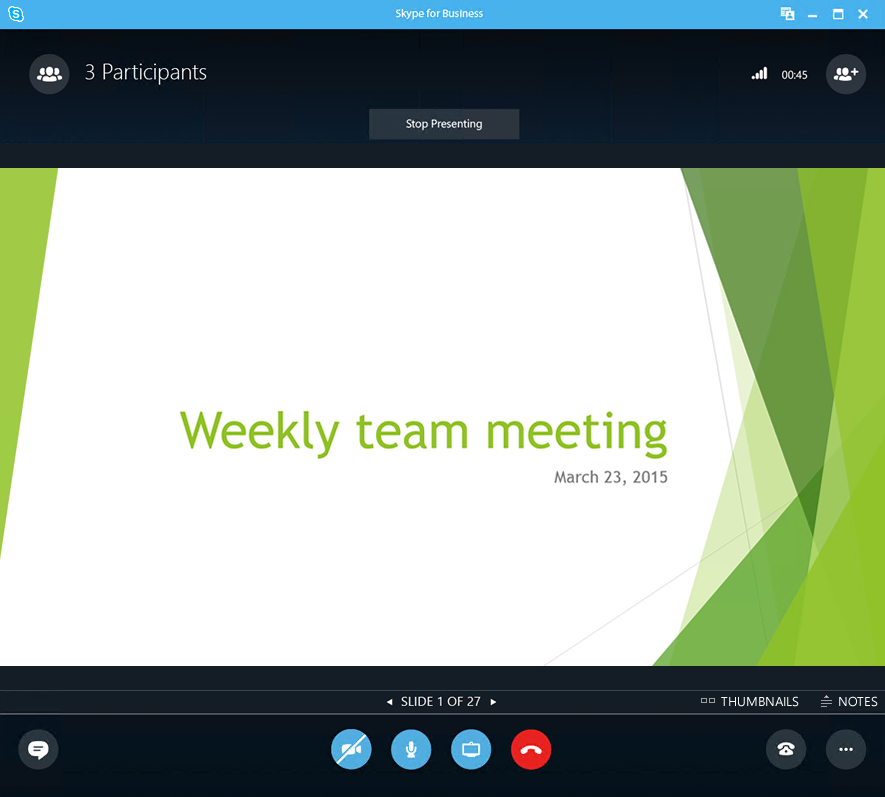 Skype for Business
3 Participants
00:45
Stop Presenting
Weekly team meeting
March 23, 2015
SLIDE 1 OF 27
THUMBNAILS
NOTES